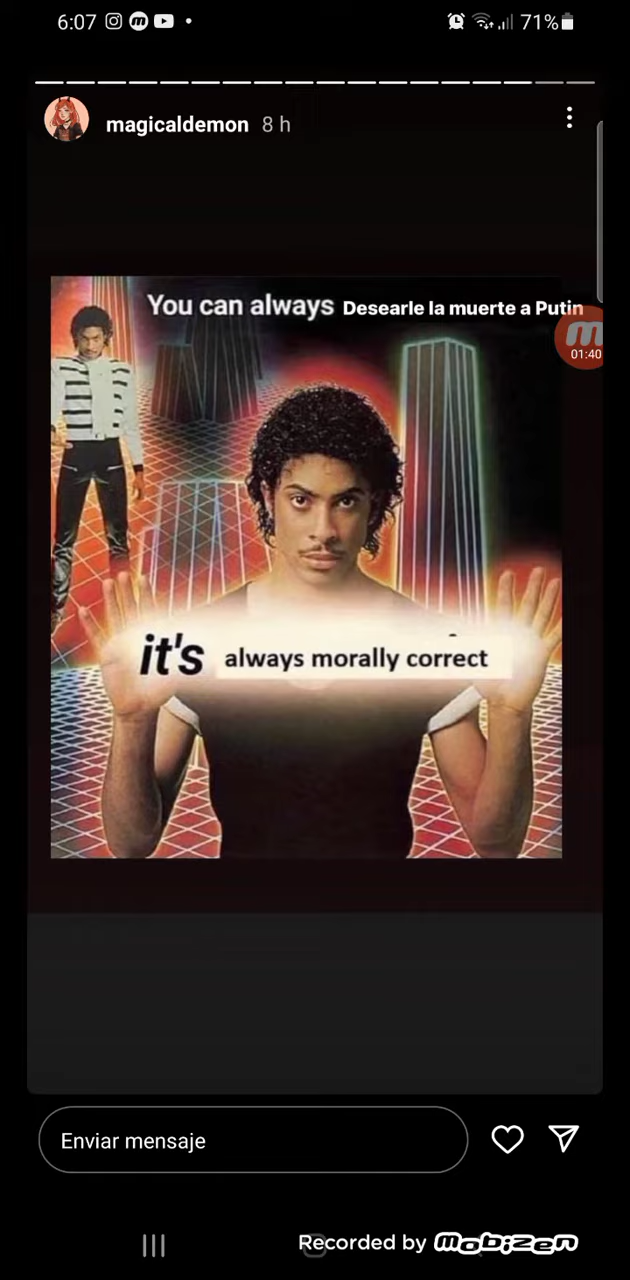 6:07
71%
magicaldemon 8 h
You can always Desearle la muerte a Putin
01:40
it's always morally correct
Enviar mensaje
Recorded by mobizen